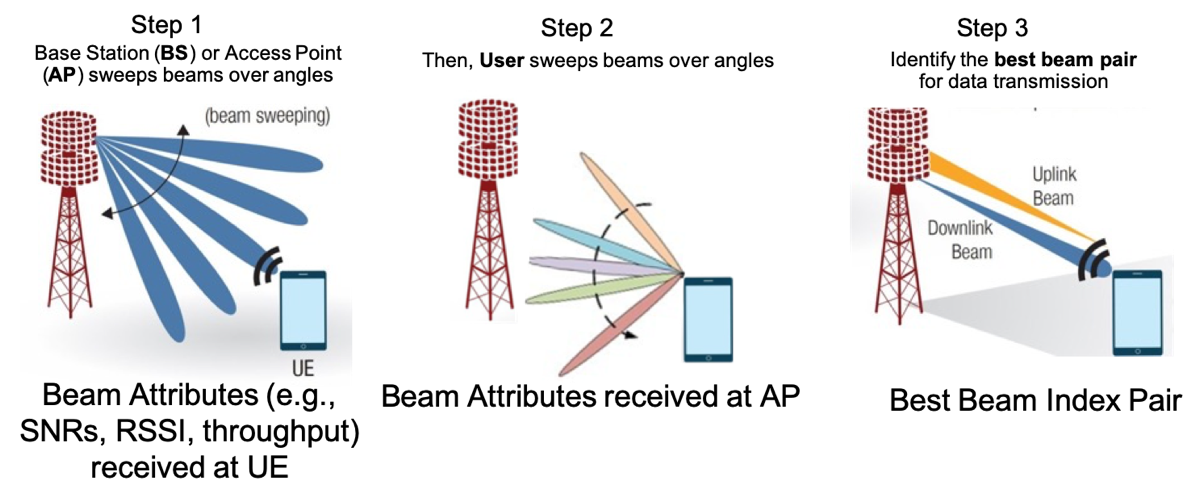 Step 1
Base Station (BS) or Access Point
(AP) sweeps beams over angles
(beam sweeping)
UE
Beam Attributes (e.g.,
SNRs, RSSI, throughput)
received at UE
Step 2
Then, User sweeps beams over angles
Beam Attributes received at AP
Step 3
Identify the best beam pair
for data transmission
Uplink
Beam
Downlink
Beam
Best Beam Index Pair